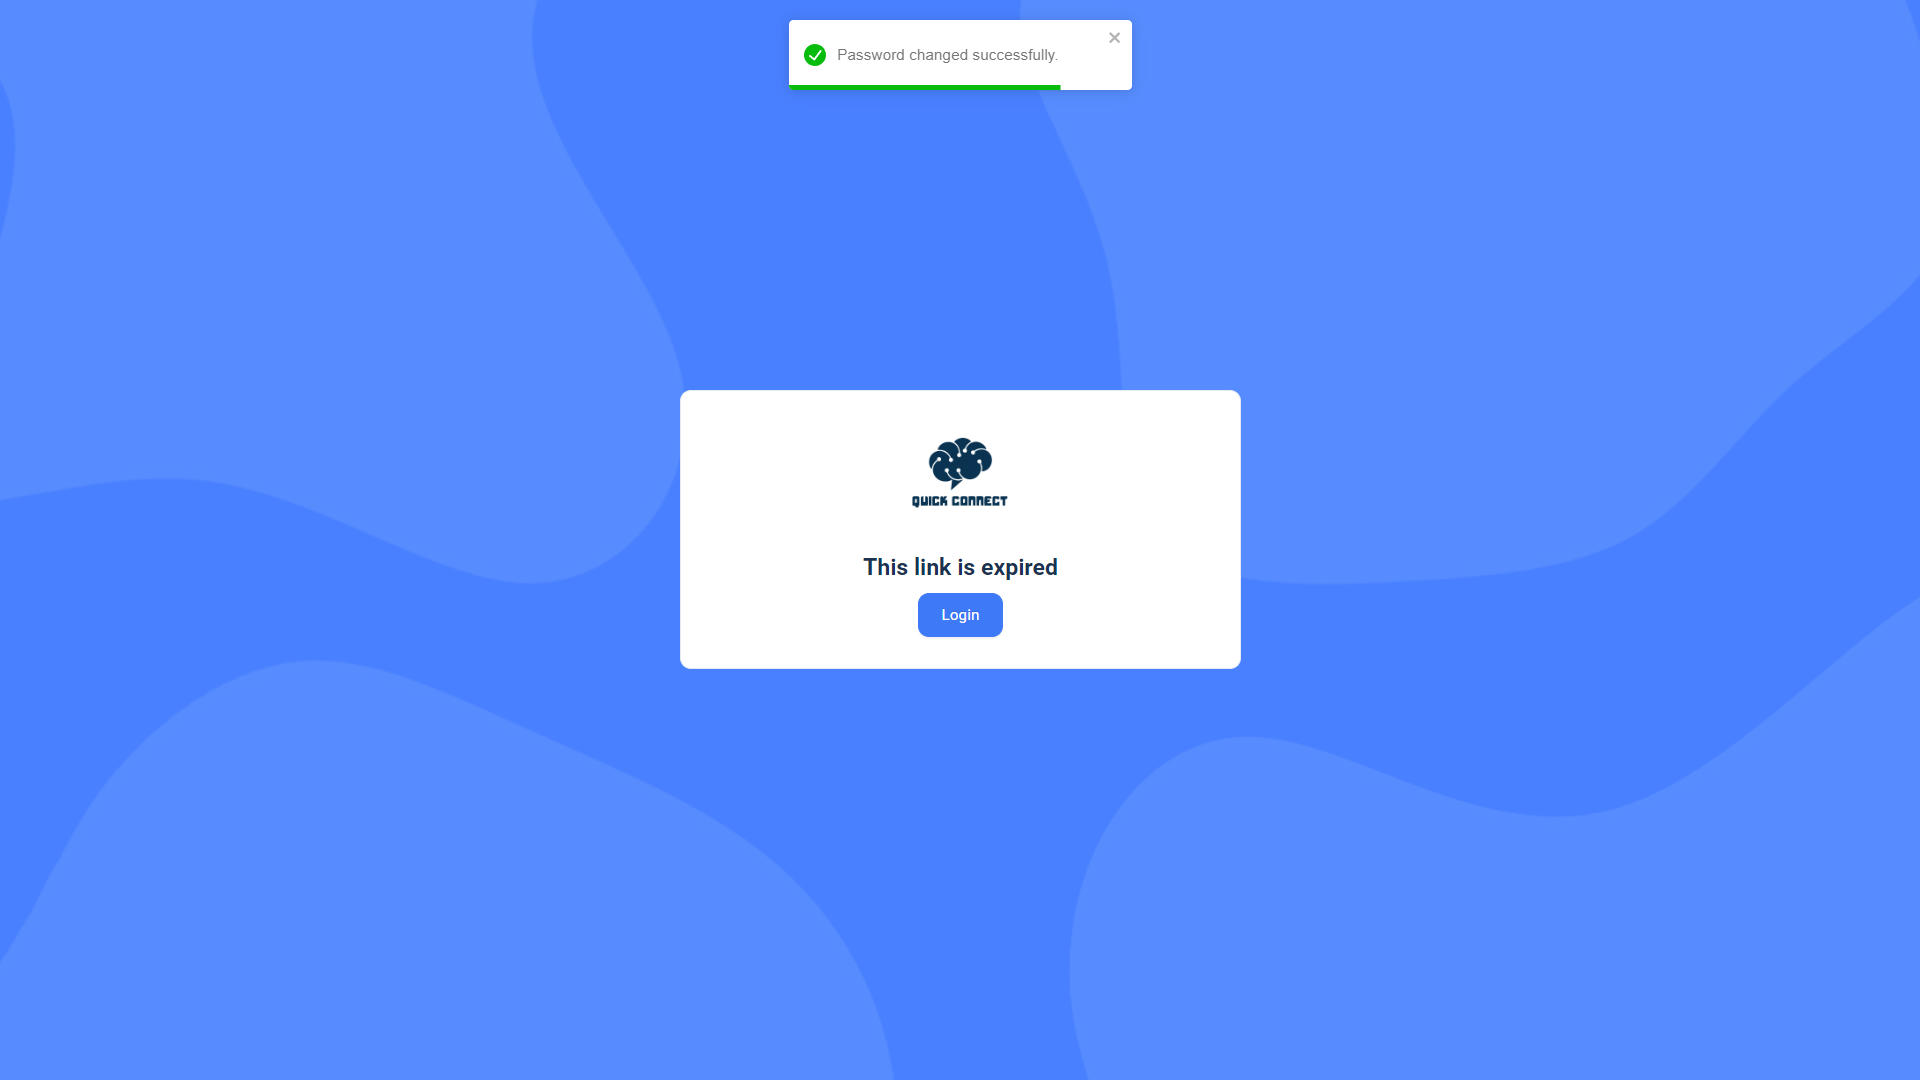 Password changed successfully.
QUICK CONNECT
This link is expired
Login